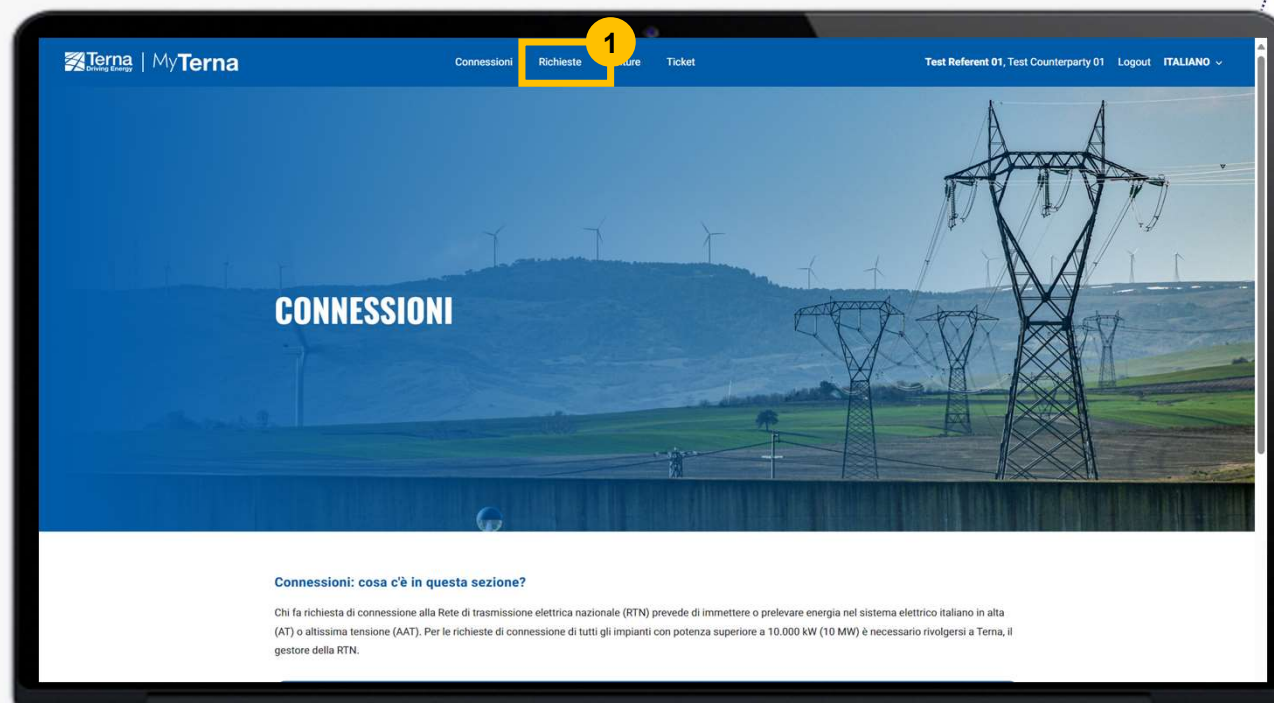 Terna
Driving Energy
MyTerna
Connessioni Richieste Ticket
1
Test Referent 01, Test Counterparty 01 Logout ITALIANO
CONNESSIONI
Connessioni: cosa c'è in questa sezione?
Chi fa richiesta di connessione alla Rete di trasmissione elettrica nazionale (RTN) prevede di immettere o prelevare energia nel sistema elettrico italiano in alta
(AT) o altissima tensione (AAT). Per le richieste di connessione di tutti gli impianti con potenza superiore a 10.000 kW (10 MW) è necessario rivolgersi a Terna, il
gestore della RTN.